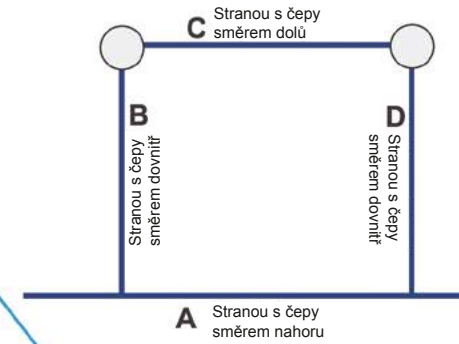 C
Stranou s čepy
směrem dolů
B
Stranou s čepy
směrem dovnitř
D
Stranou s čepy
směrem dovnitř
A
Stranou s čepy
směrem nahoru